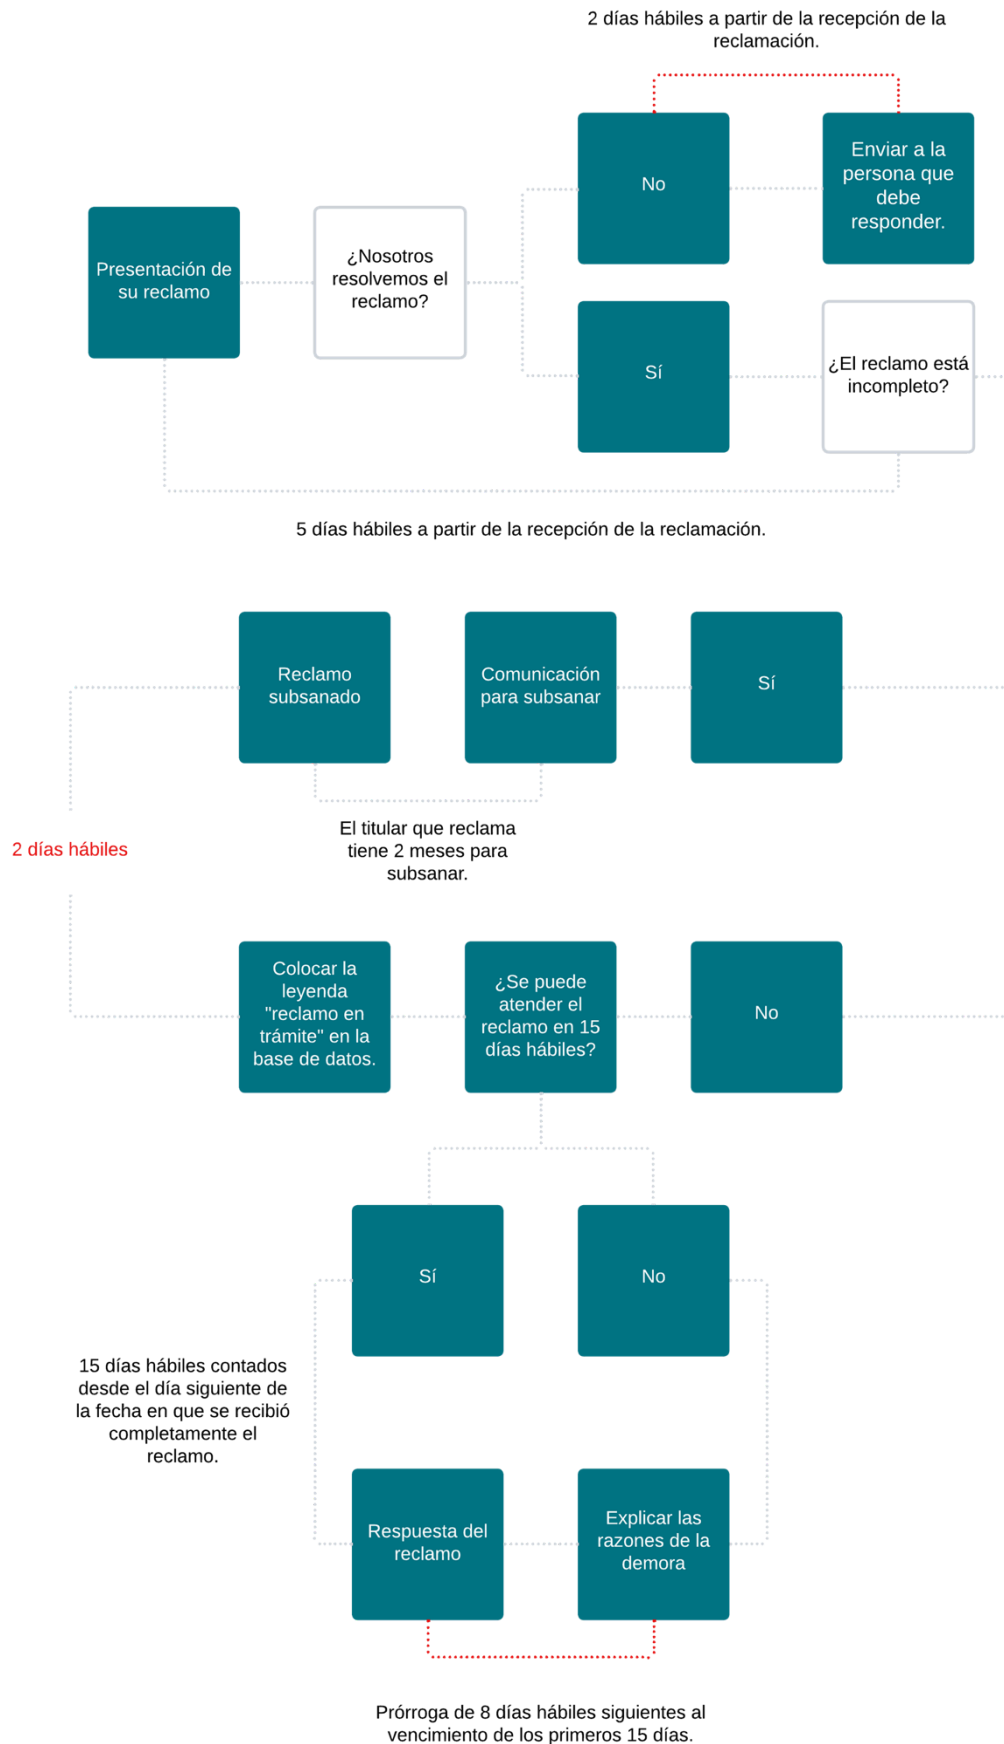 2 días hábiles a partir de la recepción de la
reclamación.
No
Enviar a la
persona que
debe
responder.
Presentación de
su reclamo
¿Nosotros
resolvemos el
reclamo?
Sí
¿El reclamo está
incompleto?
5 días hábiles a partir de la recepción de la reclamación.
Reclamo
subsanado
Comunicación
para subsanar
Sí
El titular que reclama
tiene 2 meses para
subsanar.
2 días hábiles
Colocar la
leyenda
"reclamo en
trámite" en la
base de datos.
¿Se puede
atender el
reclamo en 15
días hábiles?
No
Sí
No
15 días hábiles contados
desde el día siguiente de
la fecha en que se recibió
completamente el
reclamo.
Respuesta del
reclamo
Explicar las
razones de la
demora
Prórroga de 8 días hábiles siguientes al
vencimiento de los primeros 15 días.